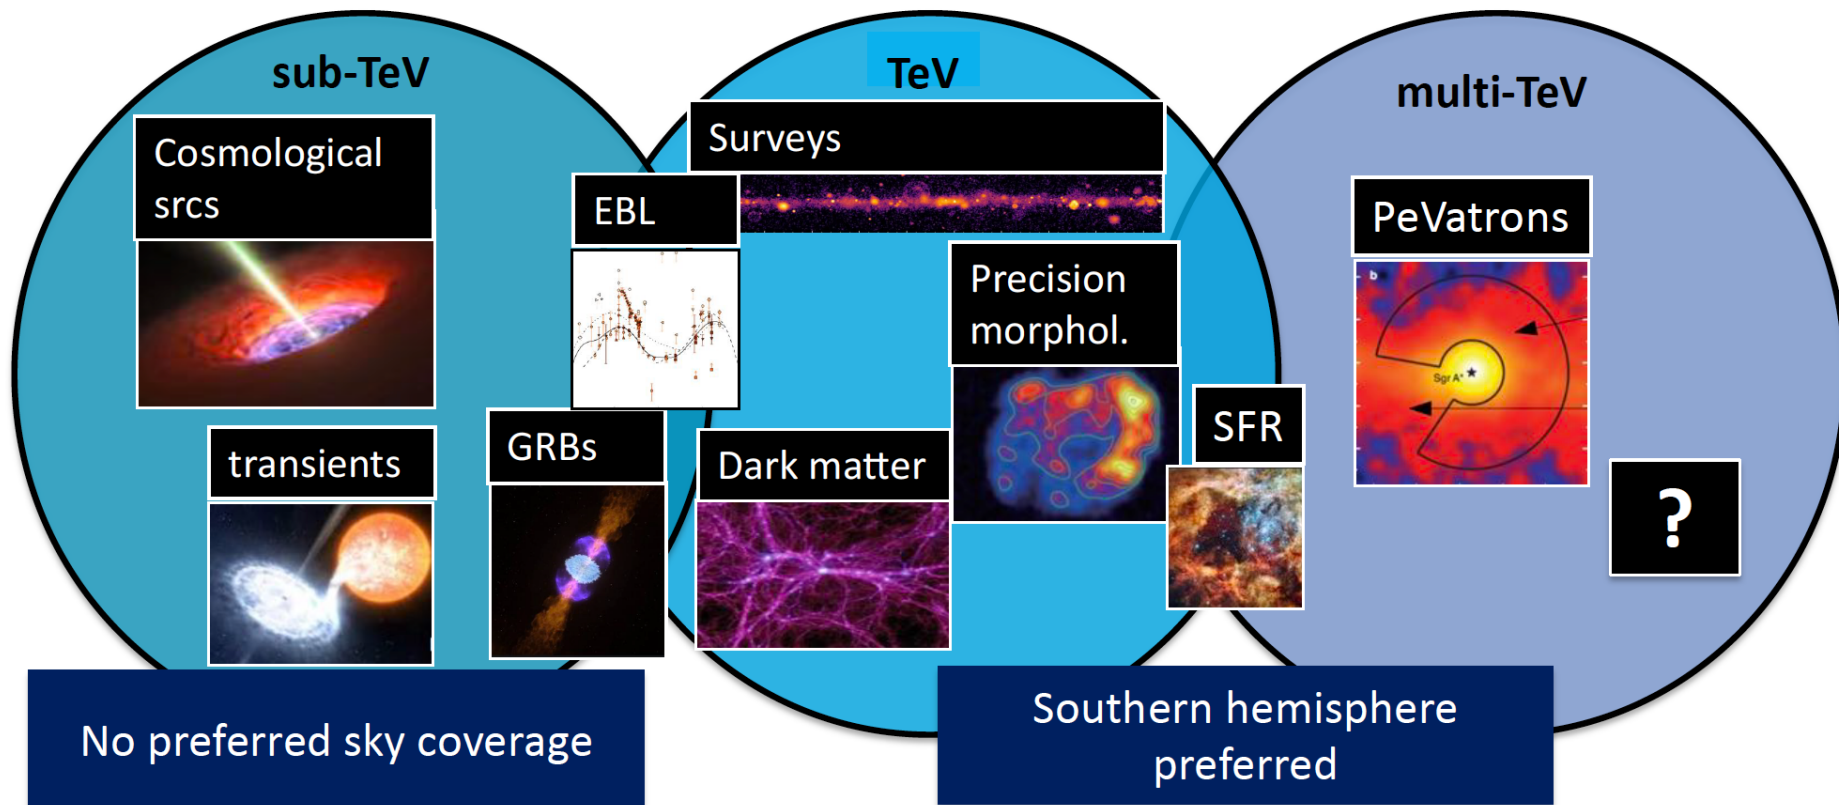 sub-TeV
TeV
multi-TeV
Cosmological
srcs
Surveys
EBL
PeVatrons
Precision
morphol.
b
Sgr A*
SFR
transients
GRBs
Dark matter
?
No preferred sky coverage
Southern hemisphere
preferred